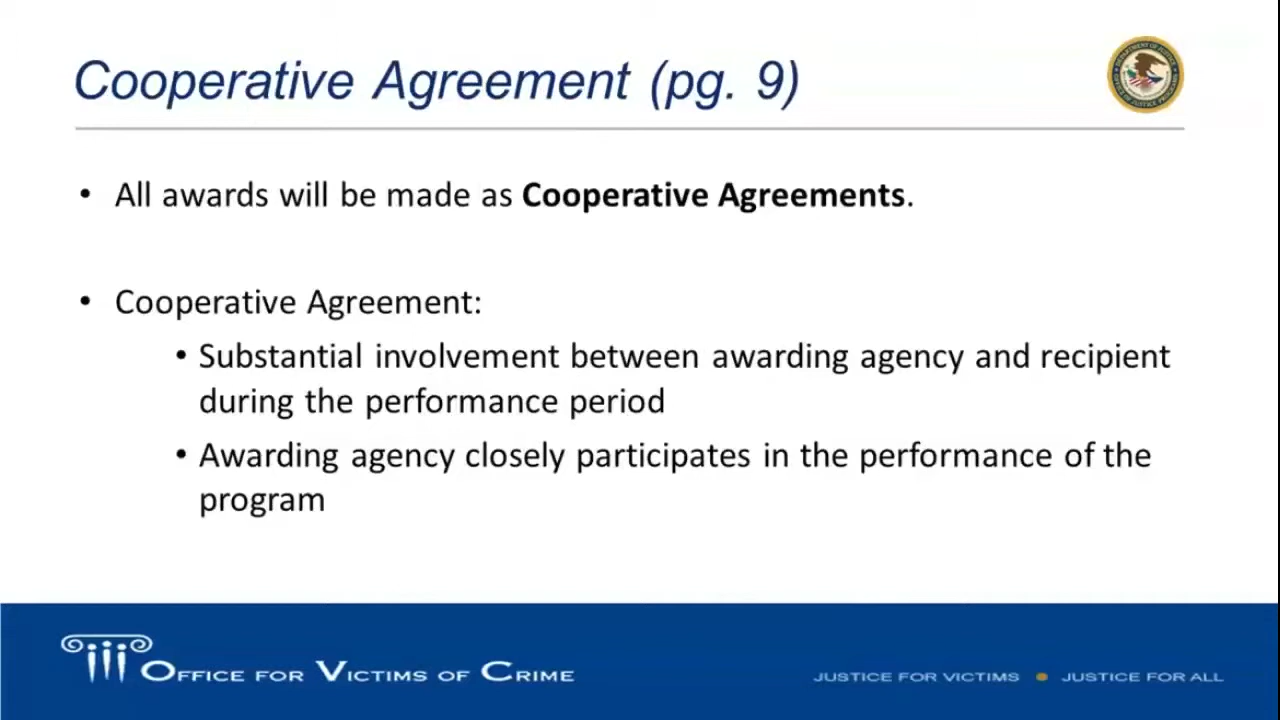 Cooperative Agreement (pg. 9)
• All awards will be made as Cooperative Agreements.
• Cooperative Agreement:
• Substantial involvement between awarding agency and recipient
during the performance period
• Awarding agency closely participates in the performance of the
program
OFFICE FOR VICTIMS OF CRIME
JUSTICE FOR VICTIMS • JUSTICE FOR ALL